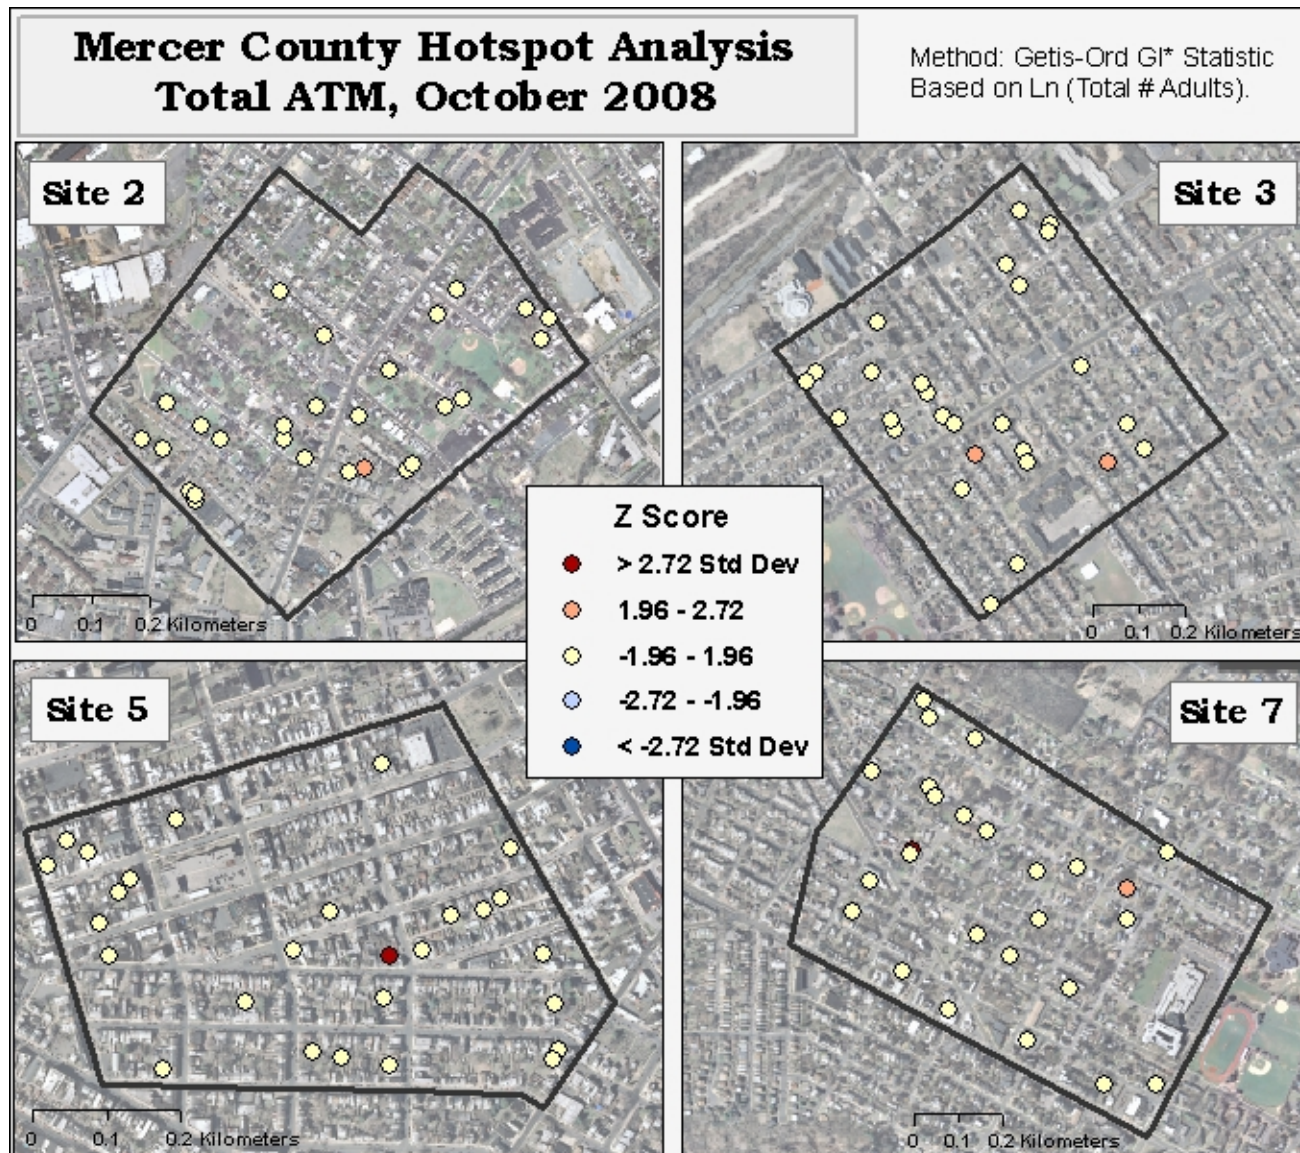 Mercer County Hotspot Analysis
Total ATM, October 2008
Method: Getis-Ord GI* Statistic
Based on Ln (Total # Adults).
Site 2
0 0.1 0.2 Kilometers
Site 3
0 0.1 0.2 Kilometers
Z Score
> 2.72 Std Dev
1.96 - 2.72
-1.96 - 1.96
-2.72 - -1.96
< -2.72 Std Dev
Site 5
0 0.1 0.2 Kilometers
Site 7
0 0.1 0.2 Kilometers